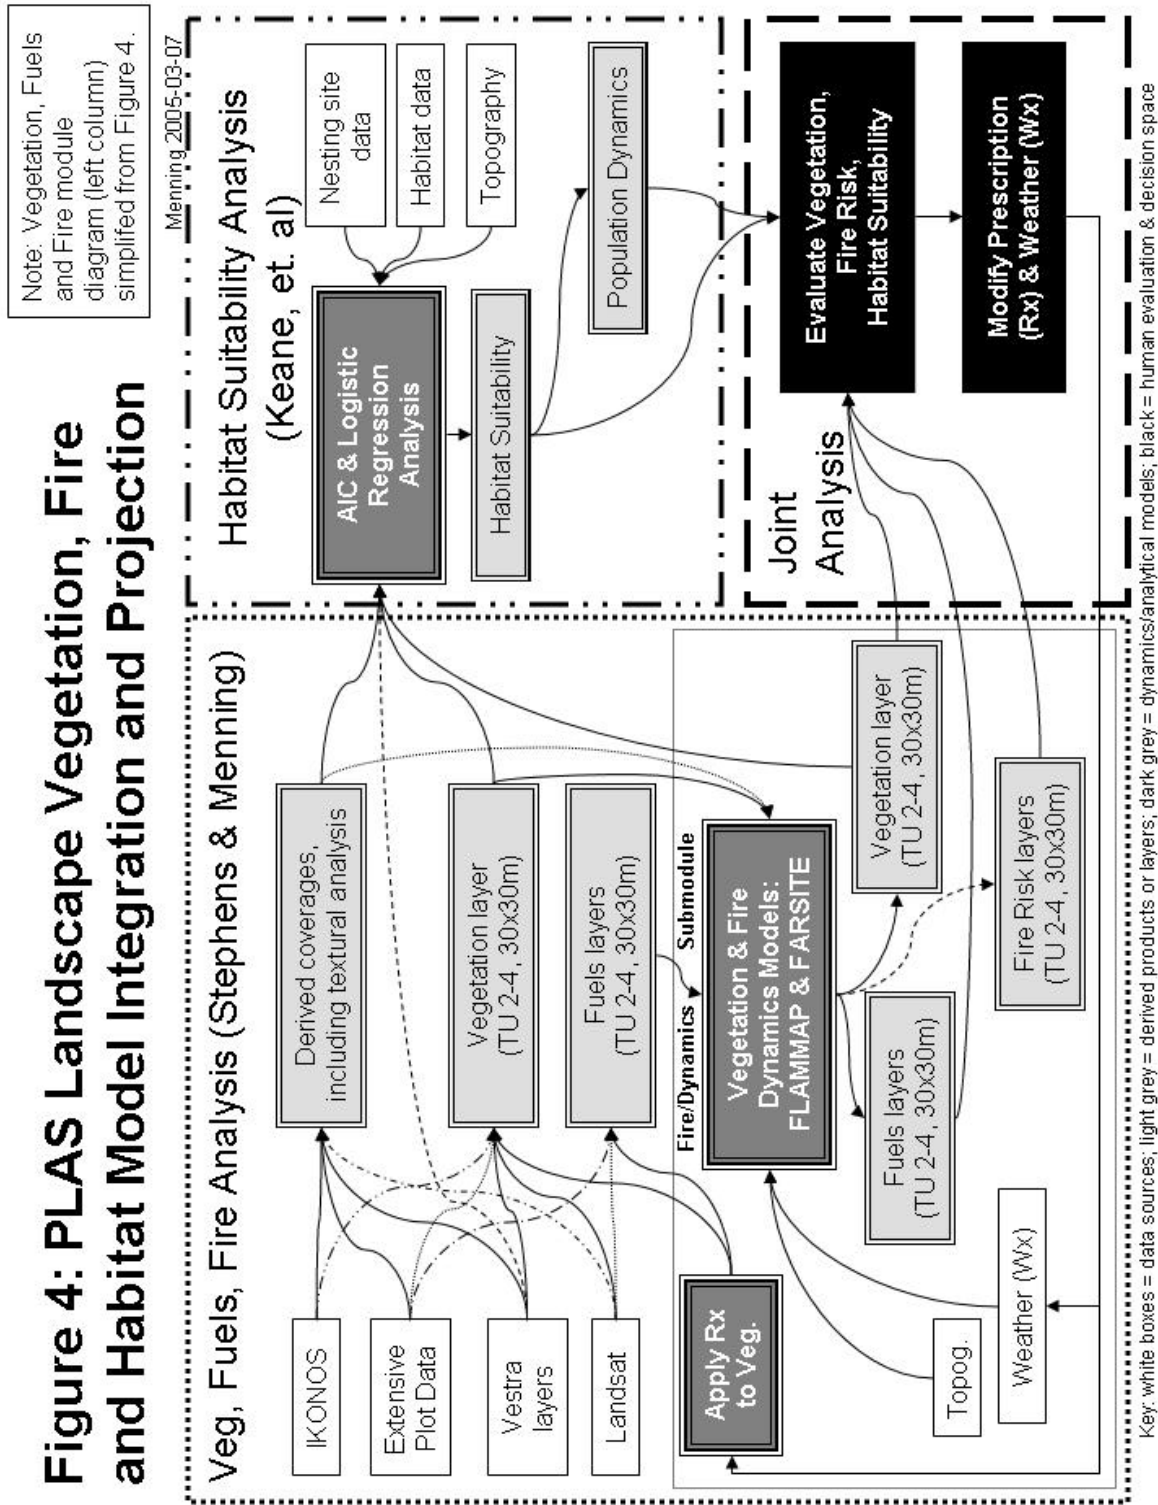 Figure 4: PLAS Landscape Vegetation, Fire
and Habitat Model Integration and Projection
Note: Vegetation, Fuels
and Fire module
diagram (left column)
simplifed from Figure 4.
Menning 2005-03-07
Veg, Fuels, Fire Analysis (Stephens & Menning)
IKONOS
Extensive
Plot Data
Vestra
layers
Landsat
Derived coverages,
including textural analysis
Vegetation layer
(TU 2-4, 30x30m)
Fuels layers
(TU 2-4, 30x30m)
Fire/Dynamics Submodule
Apply Rx
to Veg.
Vegetation & Fire
Dynamics Models:
FLAMMAP & FARSITE
Topog.
Weather (Wx)
Fuels layers
(TU 2-4, 30x30m)
Vegetation layer
(TU 2-4, 30x30m)
Fire Risk layers
(TU 2-4, 30x30m)
Habitat Suitability Analysis
(Keane, et. al)
Nesting site
data
Habitat data
Topography
AIC & Logistic
Regression
Analysis
Habitat Suitability
Population Dynamics
Joint
Analysis
Evaluate Vegetation,
Fire Risk,
Habitat Suitability
Modify Prescription
(Rx) & Weather (Wx)
Key: white boxes = data sources; light grey = derived products or layers; dark grey = dynamics/analytical models; black = human evaluation & decision space